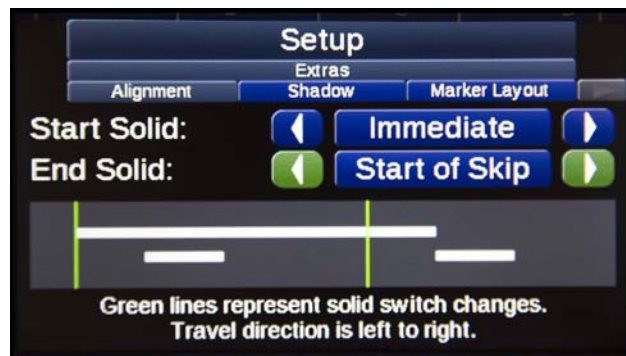 Setup
Extras
Alignment Shadow Marker Layout
Start Solid: Immediate
End Solid: Start of Skip
Green lines represent solid switch changes.
Travel direction is left to right.